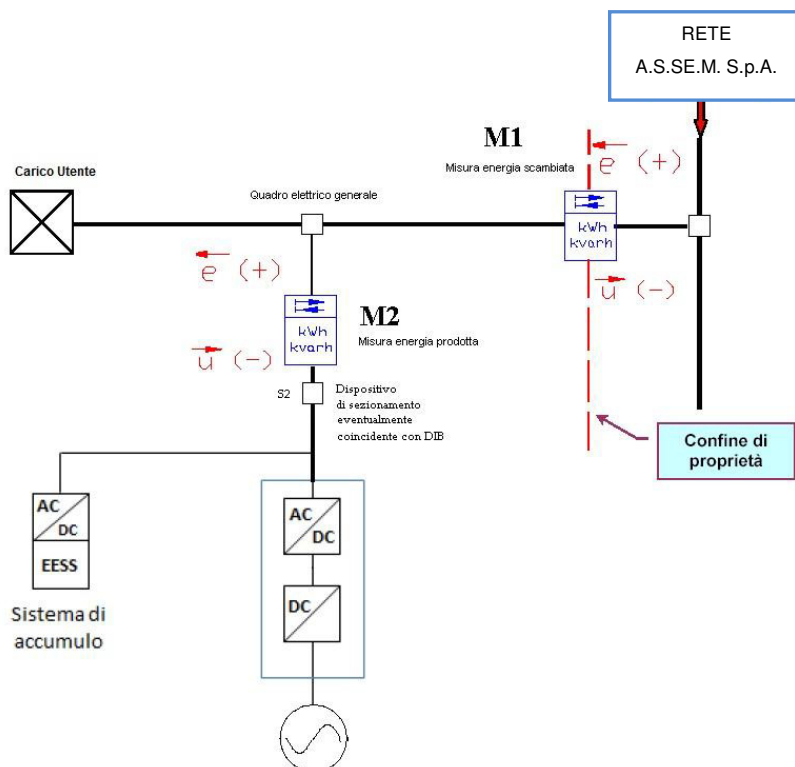 RETE
A.S.SE.M. S.p.A.
M1
Misura energia scambiata
e (+)
Carico Utente
Quadro elettrico generale
kWh
kvarh
e (+)
u (-)
M2
Misura energia prodotta
kWh
kvarh
u (-)
S2
Dispositivo
di sezionamento
eventualmente
coincidente con DIB
Confine di
proprietà
AC
DC
EESS
Sistema di
accumulo
AC
DC
DC